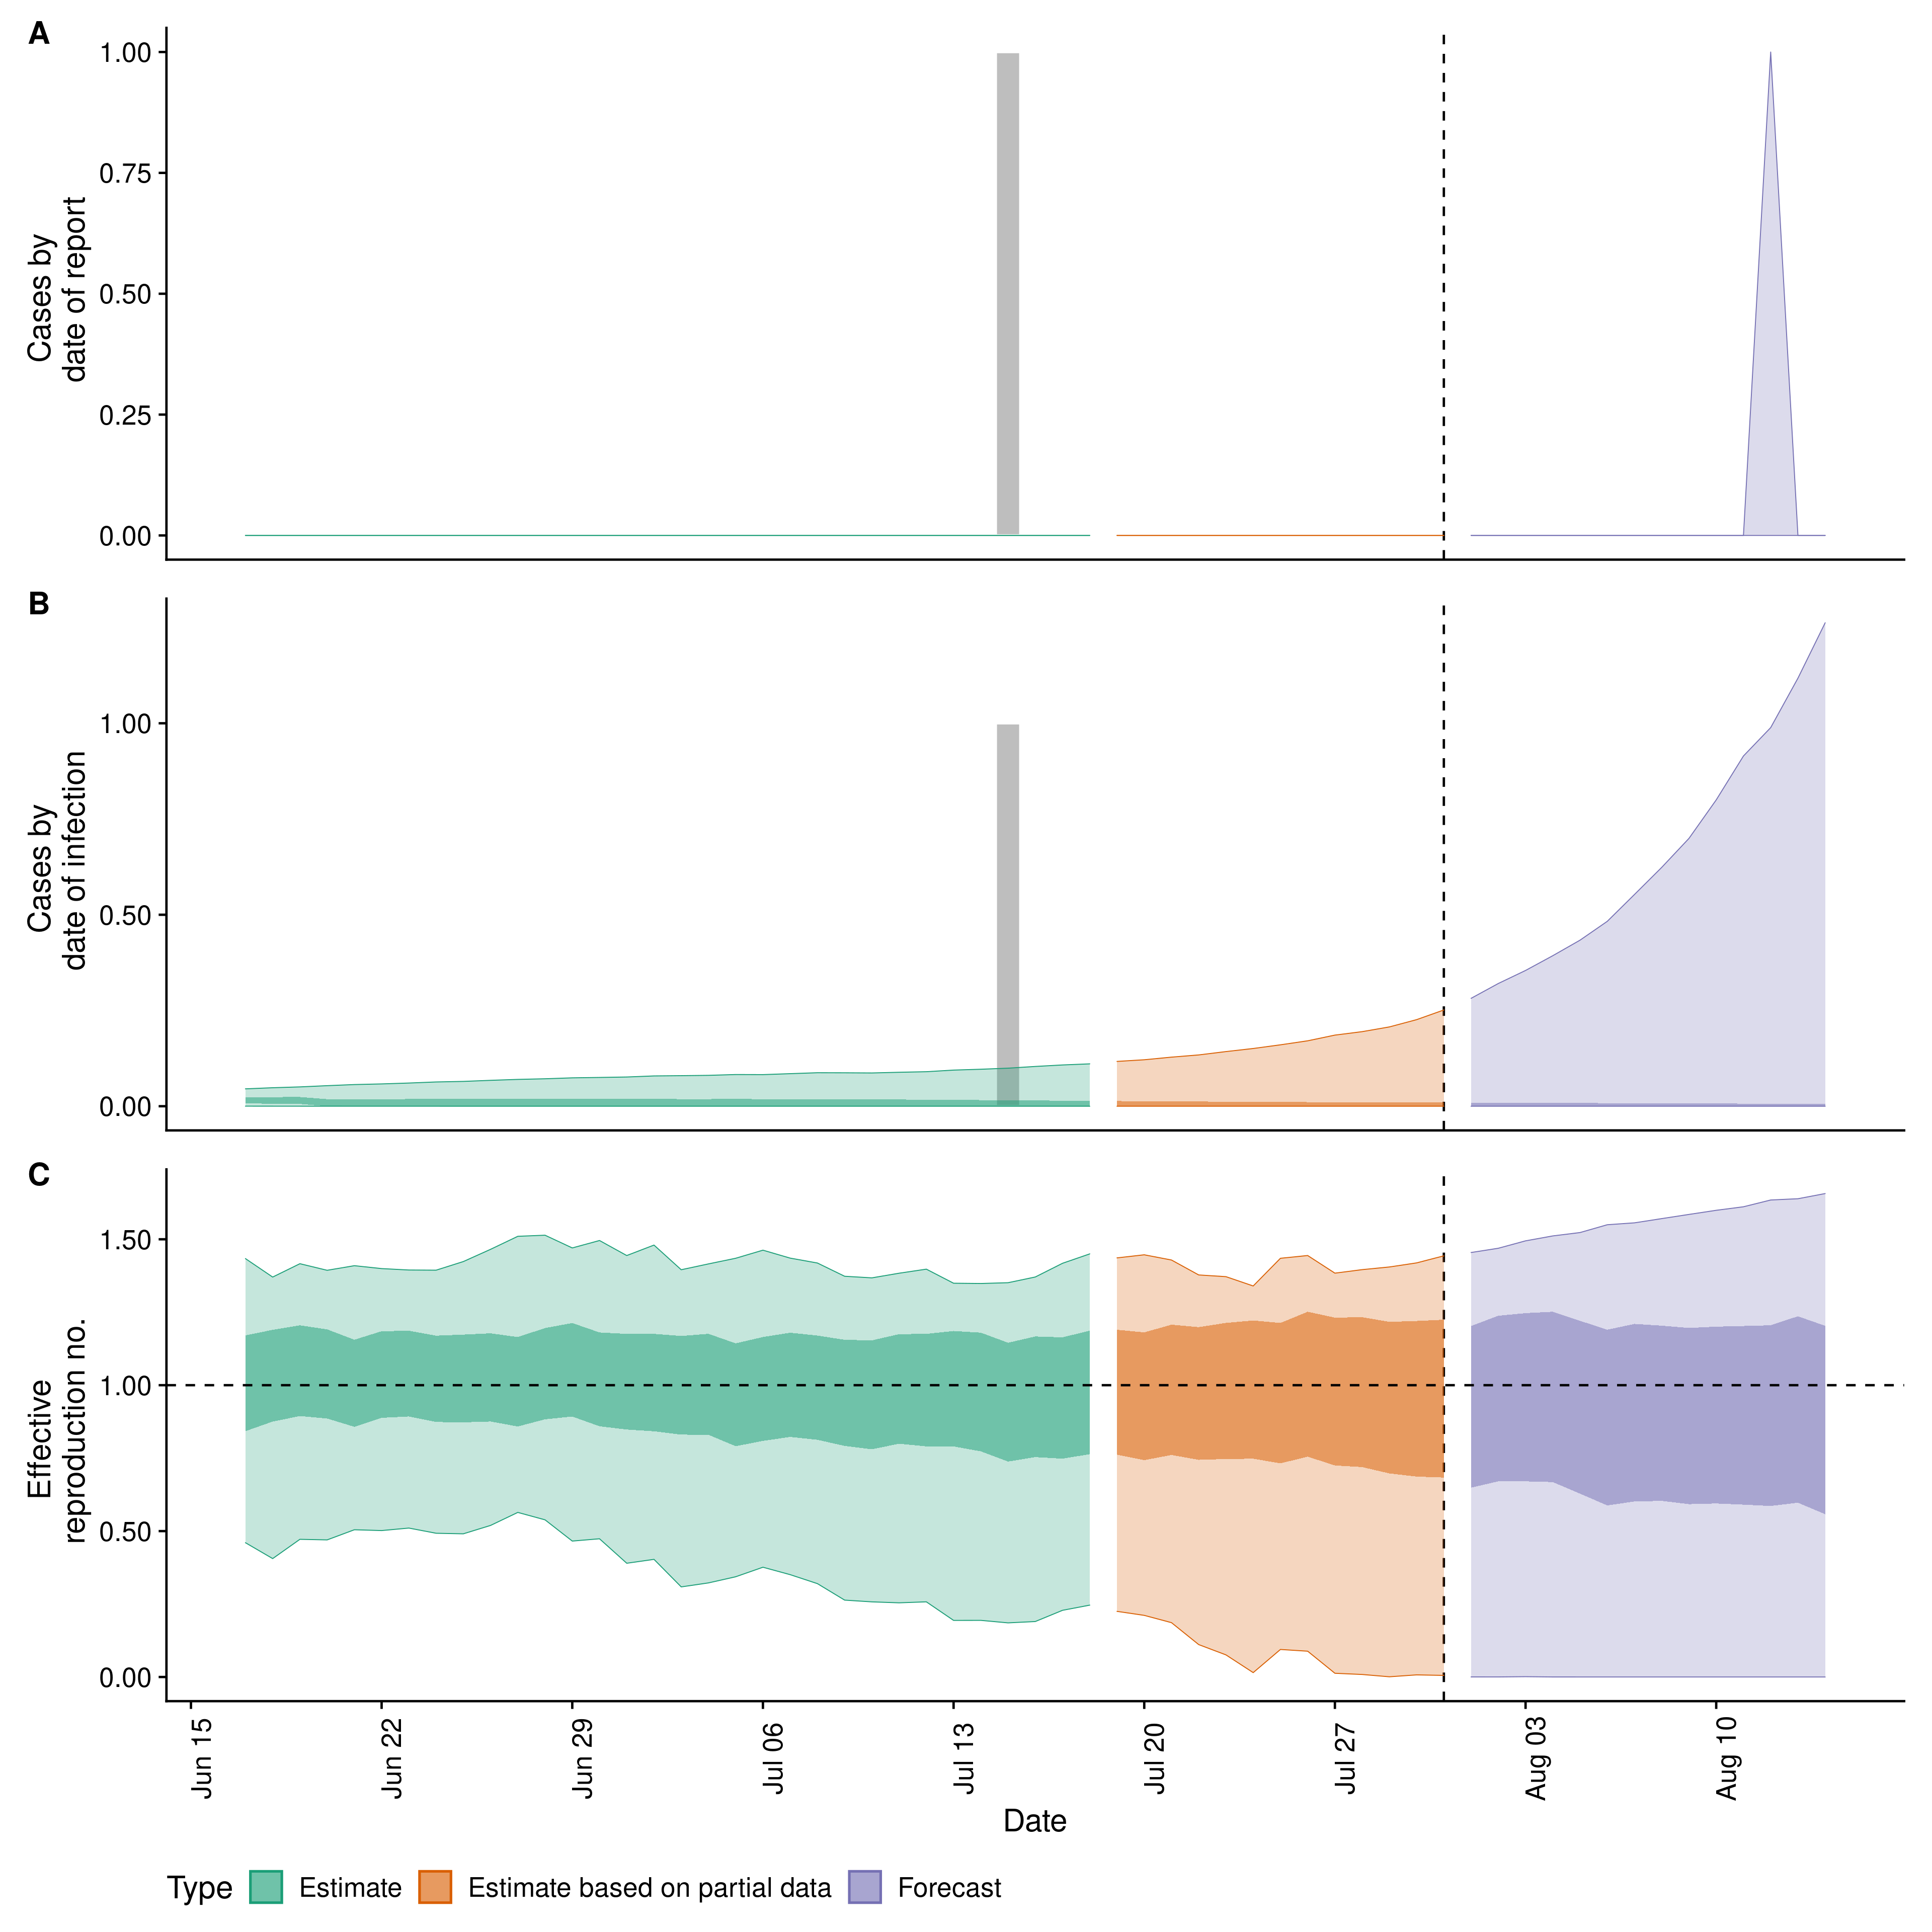 A
1.00
0.75
0.50
0.25
0.00
Cases by
date of report
B
1.00
0.50
0.00
Cases by
date of infection
C
1.50
1.00
0.50
0.00
Effective
reproduction no.
Jun 15
Jun 22
Jun 29
Jul 06
Jul 13
Jul 20
Jul 27
Aug 03
Aug 10
Date
Type Estimate Estimate based on partial data Forecast